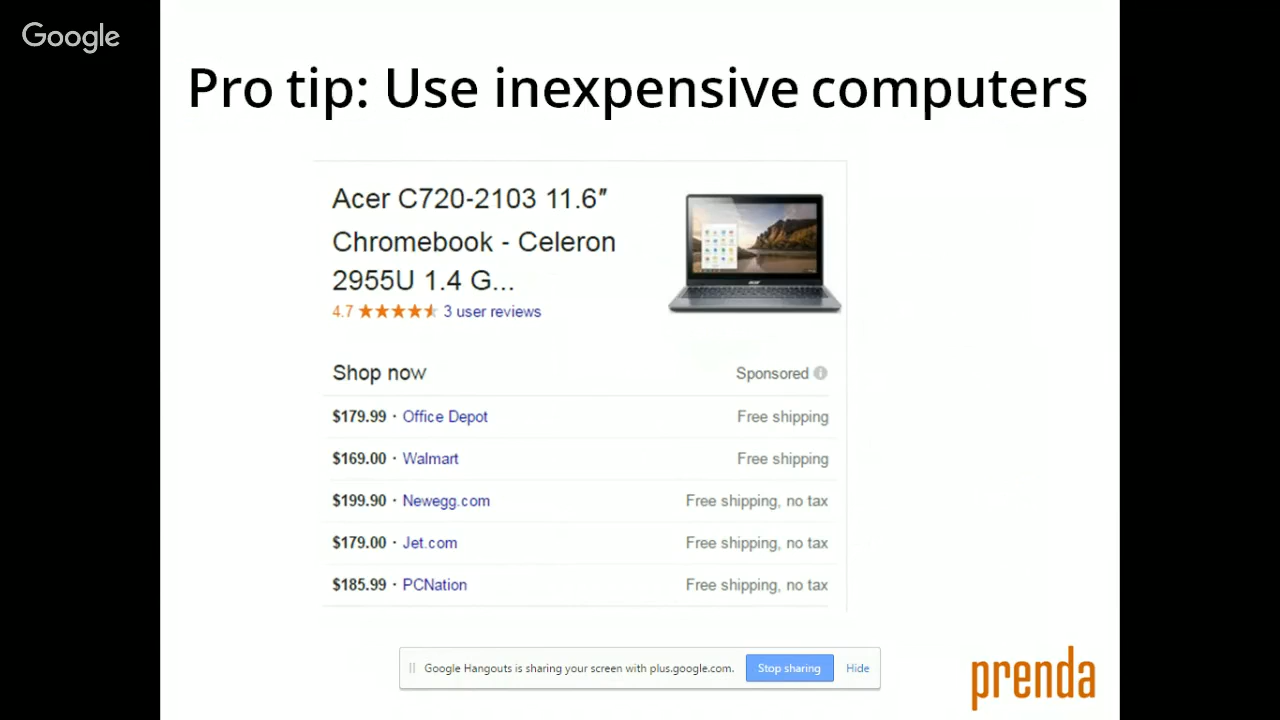 Google
Pro tip: Use inexpensive computers
Acer C720-2103 11.6″
Chromebook - Celeron
2955U 1.4 G...
4.7 3 user reviews
Shop now Sponsored
$179.99 · Office Depot Free shipping
$169.00 · Walmart Free shipping
$199.90 · Newegg.com Free shipping, no tax
$179.00 · Jet.com Free shipping, no tax
$185.99 · PCNation Free shipping, no tax
Google Hangouts is sharing your screen with plus.google.com. Stop sharing Hide
prenda